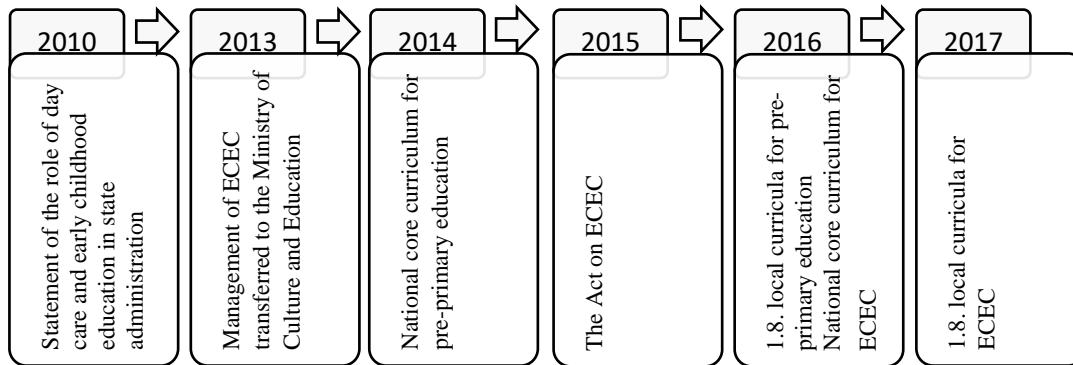 2010
Statement of the role of day
care and early childhood
education in state
administration
2013
Management of ECEC
transferred to the Ministry of
Culture and Education
2014
National core curriculum for
pre-primary education
2015
The Act on ECEC
2016
1.8. local curricula for pre-
primary education
National core curriculum for
ECEC
2017
1.8. local curricula for
ECEC